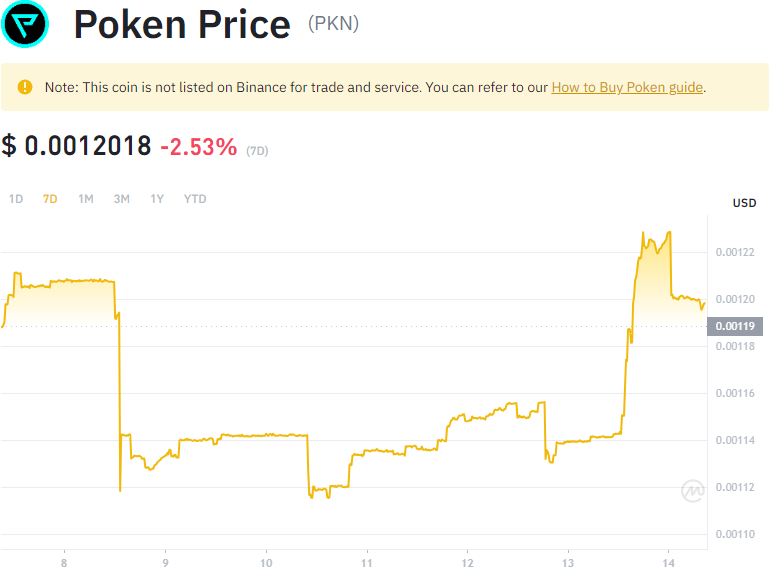 Poken Price (PKN)
Note: This coin is not listed on Binance for trade and service. You can refer to our How to Buy Poken guide.
$ 0.0012018 -2.53% (7D)
1D 7D 1M 3M 1Y YTD
USD
0.00122
0.00120
0.00119
0.00118
0.00116
0.00114
0.00112
0.00110
8 9 10 11 12 13 14